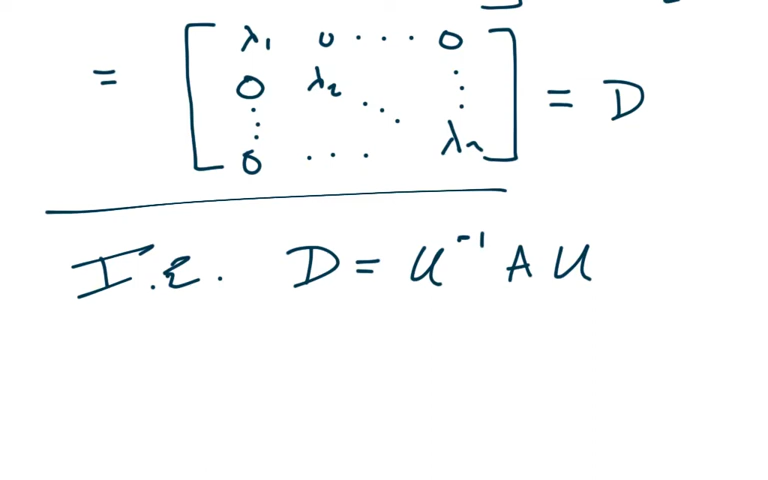 = [ λ₁ 0 ⋯ 0
0 λ₂ ⋱ ⋮
⋮
0 ⋯ λₙ ] = D
I.e. D = U⁻¹ A U